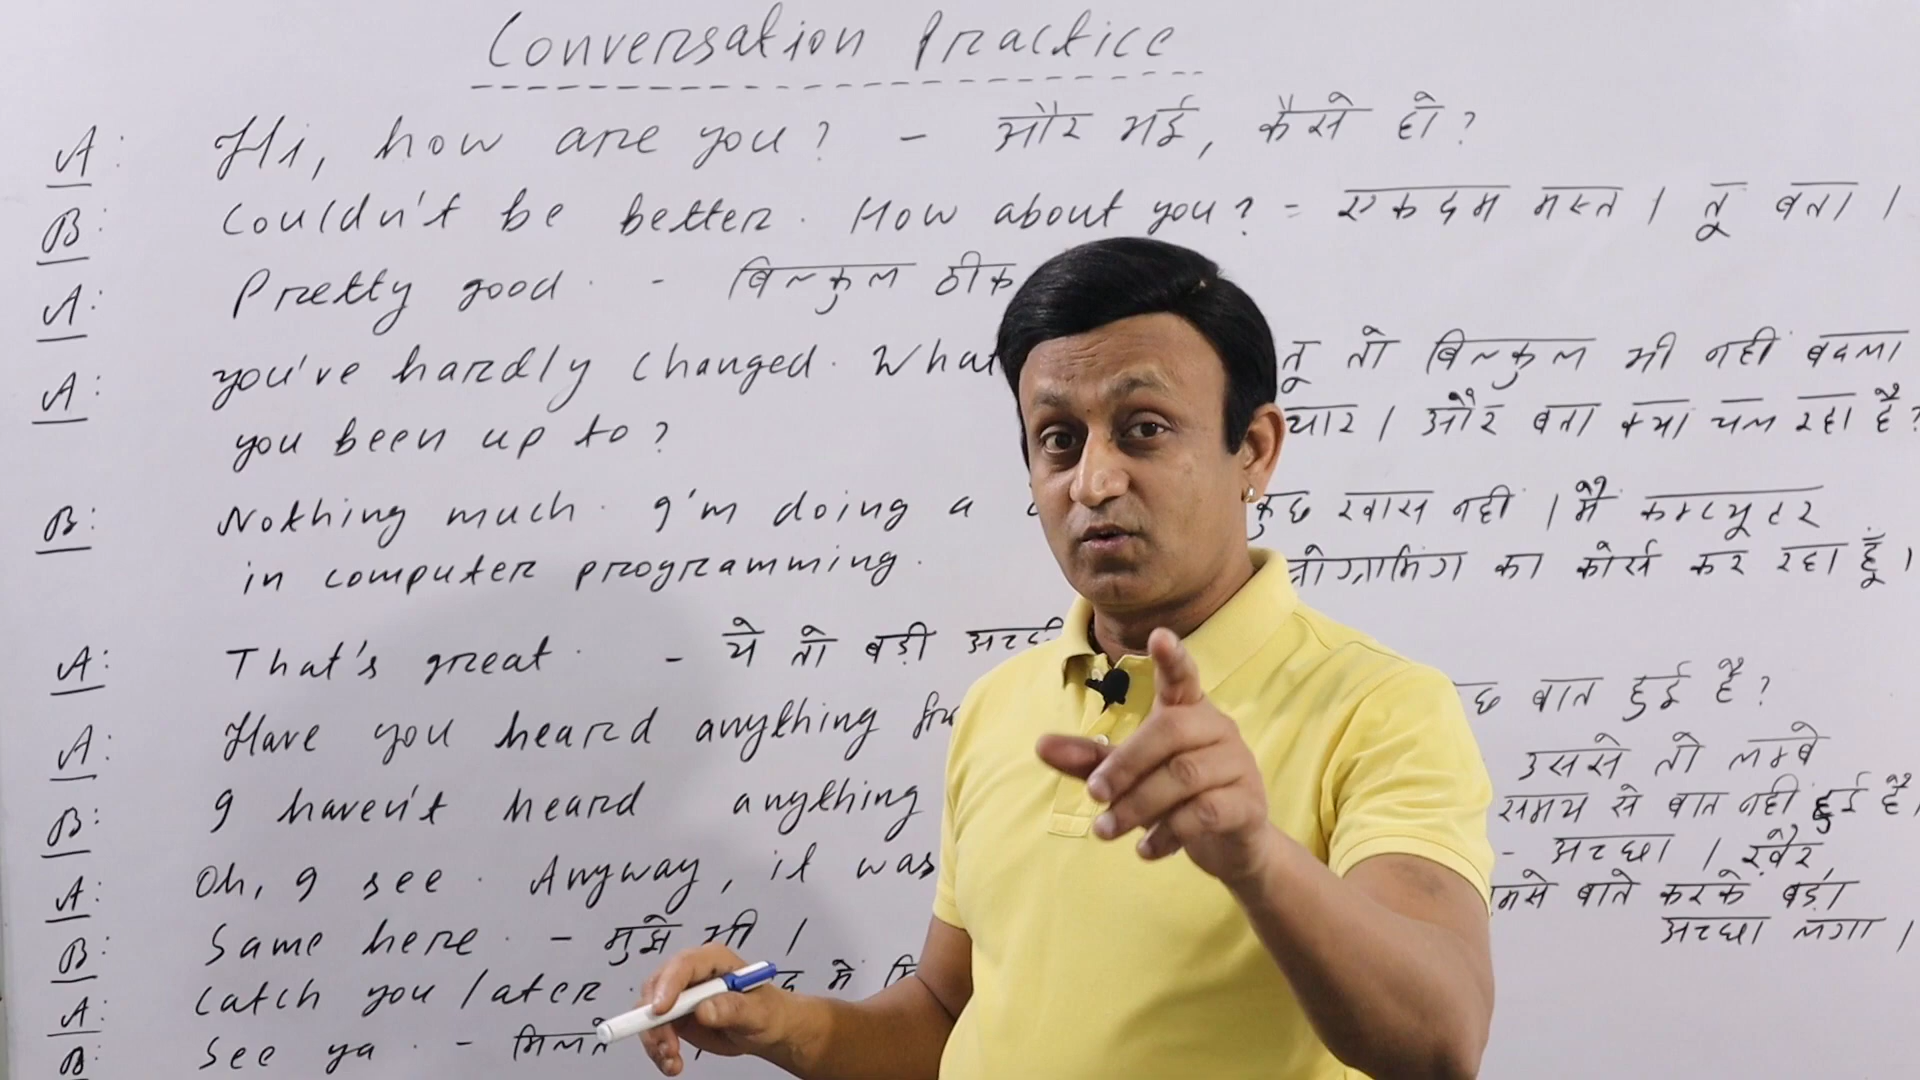 Conversation Practice
A: Hi, how are you? - और भई, कैसे हो?
B: Couldn't be better. How about you? = एकदम मस्त। तू बता।
A: Pretty good. - बिल्कुल ठीक
A: you've hardly changed. What तू तो बिल्कुल भी नहीं बदला
you been up to? यार। और बता क्या चल रहा है?
B: Nothing much. I'm doing a कुछ खास नहीं। मैं कम्प्यूटर
in computer programming. प्रोग्रामिंग का कोर्स कर रहा हूँ।
A: That's great. - ये तो बड़ी
A: Have you heard anything बात हुई है?
B: I haven't heard anything उससे तो लम्बे
समय से बात नहीं हुई है।
A: Oh, I see. Anyway, it was - अच्छा। खैर,
बातें करके बड़ा
अच्छा लगा।
B: Same here. - मुझे भी।
A: Catch you later. में
B: See ya. -